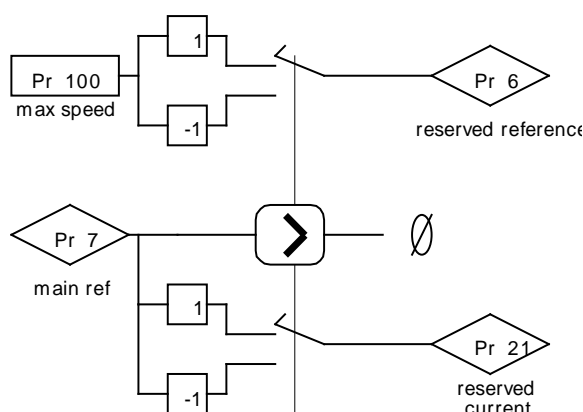 1
Pr 100
Pr 6
max speed
-1
reserved reference
Pr 7
>
Ø
main ref
1
Pr 21
-1
reserved
current